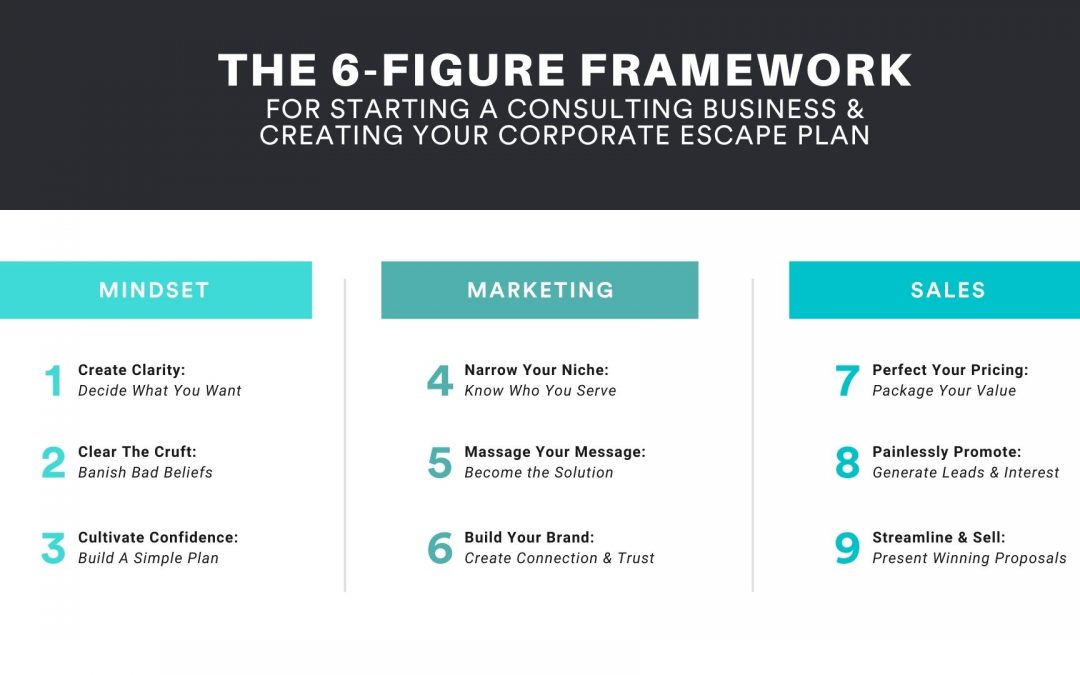 THE 6-FIGURE FRAMEWORK
FOR STARTING A CONSULTING BUSINESS &
CREATING YOUR CORPORATE ESCAPE PLAN
MINDSET
1
Create Clarity:
Decide What You Want
2
Clear The Cruft:
Banish Bad Beliefs
3
Cultivate Confidence:
Build A Simple Plan
MARKETING
4
Narrow Your Niche:
Know Who You Serve
5
Massage Your Message:
Become the Solution
6
Build Your Brand:
Create Connection & Trust
SALES
7
Perfect Your Pricing:
Package Your Value
8
Painlessly Promote:
Generate Leads & Interest
9
Streamline & Sell:
Present Winning Proposals